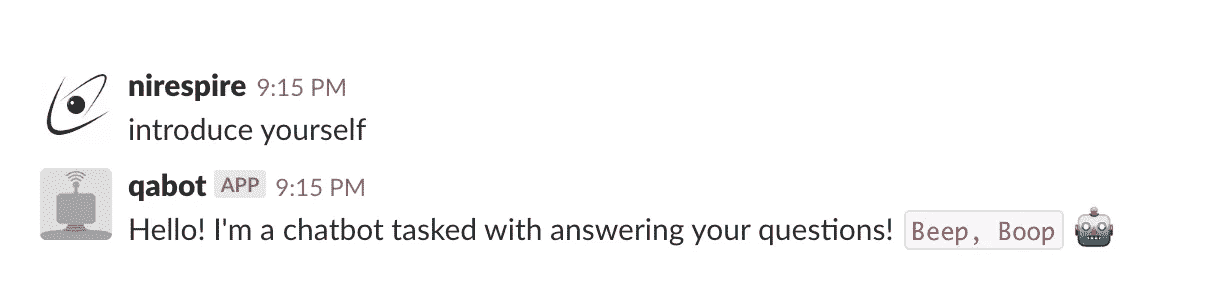 nirespire 9:15 PM
introduce yourself
qabot APP 9:15 PM
Hello! I'm a chatbot tasked with answering your questions! Beep, Boop 🤖